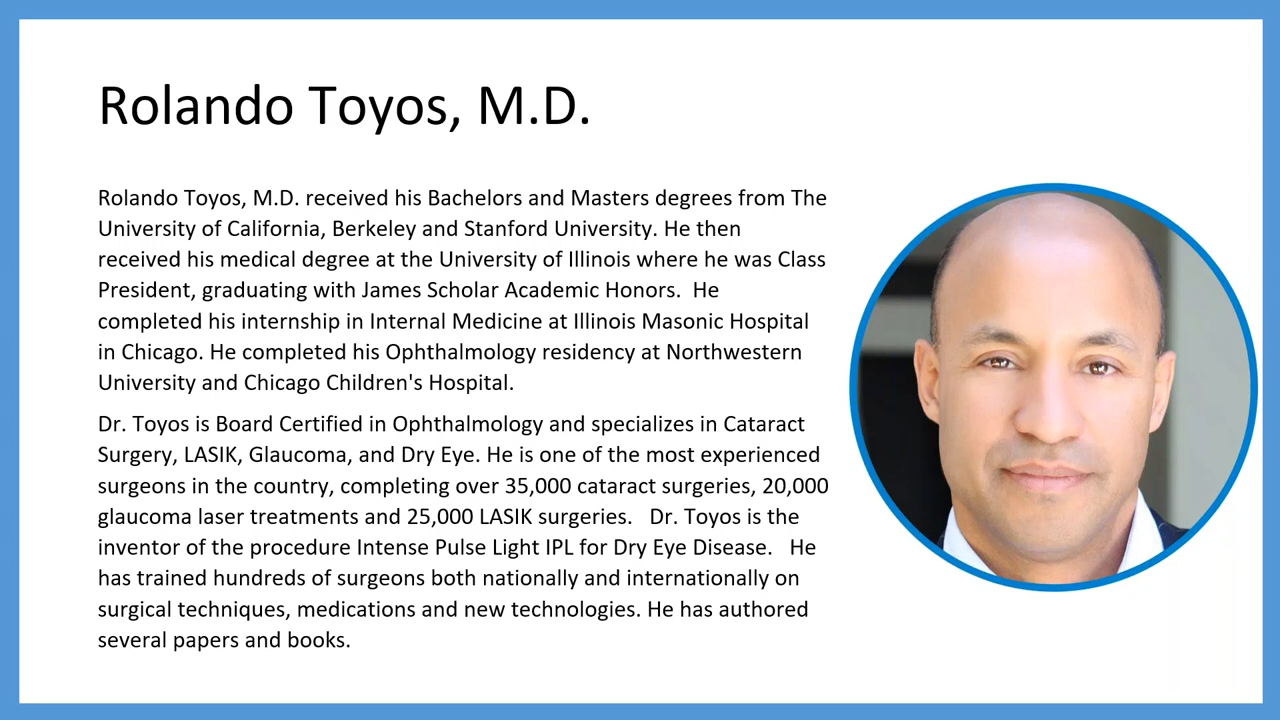 Rolando Toyos, M.D.
Rolando Toyos, M.D. received his Bachelors and Masters degrees from The
University of California, Berkeley and Stanford University. He then
received his medical degree at the University of Illinois where he was Class
President, graduating with James Scholar Academic Honors.  He
completed his internship in Internal Medicine at Illinois Masonic Hospital
in Chicago. He completed his Ophthalmology residency at Northwestern
University and Chicago Children's Hospital.
Dr. Toyos is Board Certified in Ophthalmology and specializes in Cataract
Surgery, LASIK, Glaucoma, and Dry Eye. He is one of the most experienced
surgeons in the country, completing over 35,000 cataract surgeries, 20,000
glaucoma laser treatments and 25,000 LASIK surgeries.   Dr. Toyos is the
inventor of the procedure Intense Pulse Light IPL for Dry Eye Disease.   He
has trained hundreds of surgeons both nationally and internationally on
surgical techniques, medications and new technologies. He has authored
several papers and books.